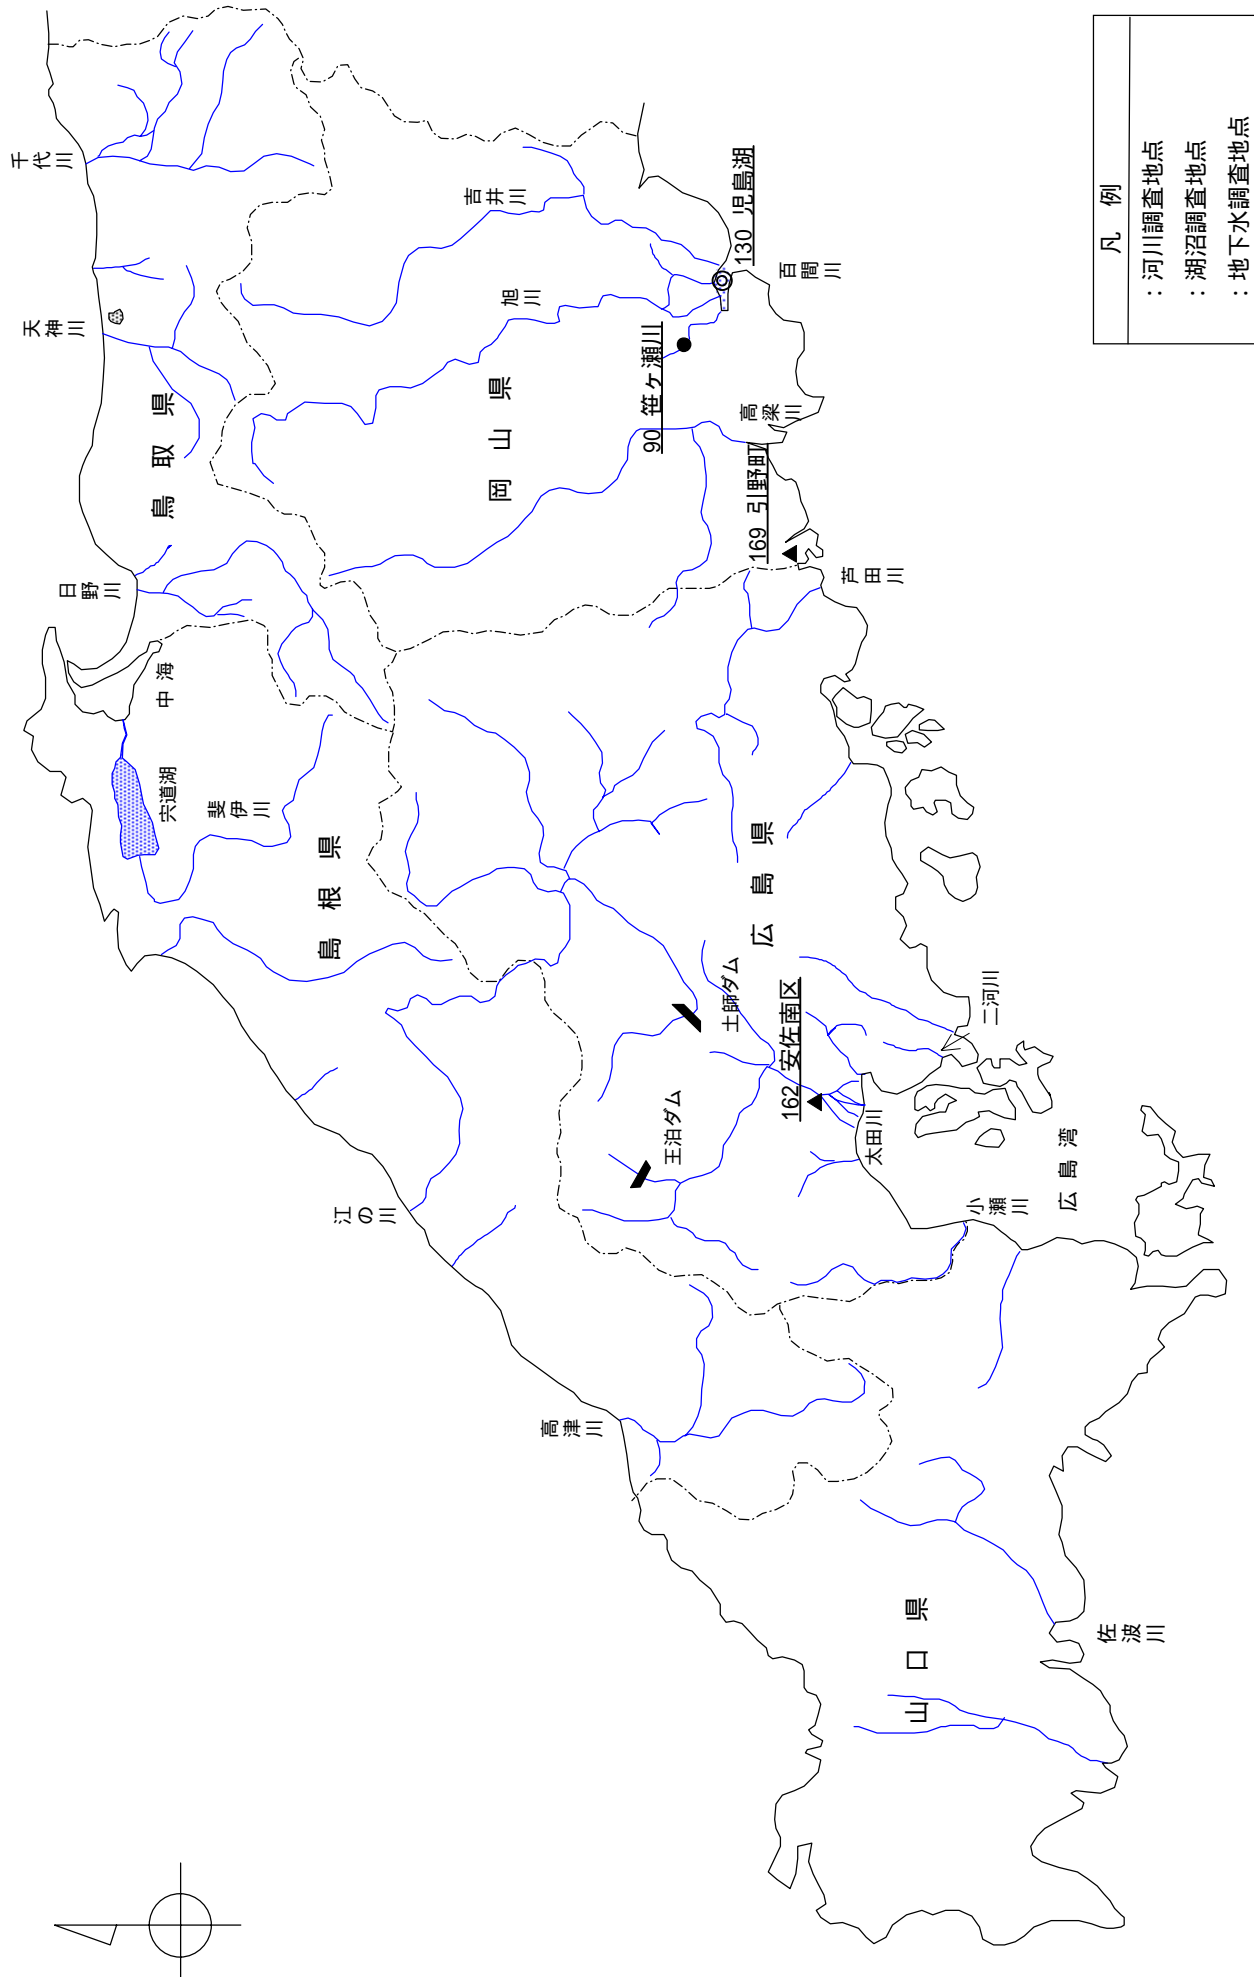 千代川
天神川
鳥取県
日野川
中海
宍道湖
斐伊川
島根県
江の川
高津川
吉井川
旭川
岡山県
130 児島湖
百間川
90 笹ヶ瀬川
高梁川
169 引野町
芦田川
広島県
土師ダム
王泊ダム
162 安佐南区
太田川
二河川
広島湾
小瀬川
山口県
佐波川
凡例
：河川調査地点
：湖沼調査地点
：地下水調査地点